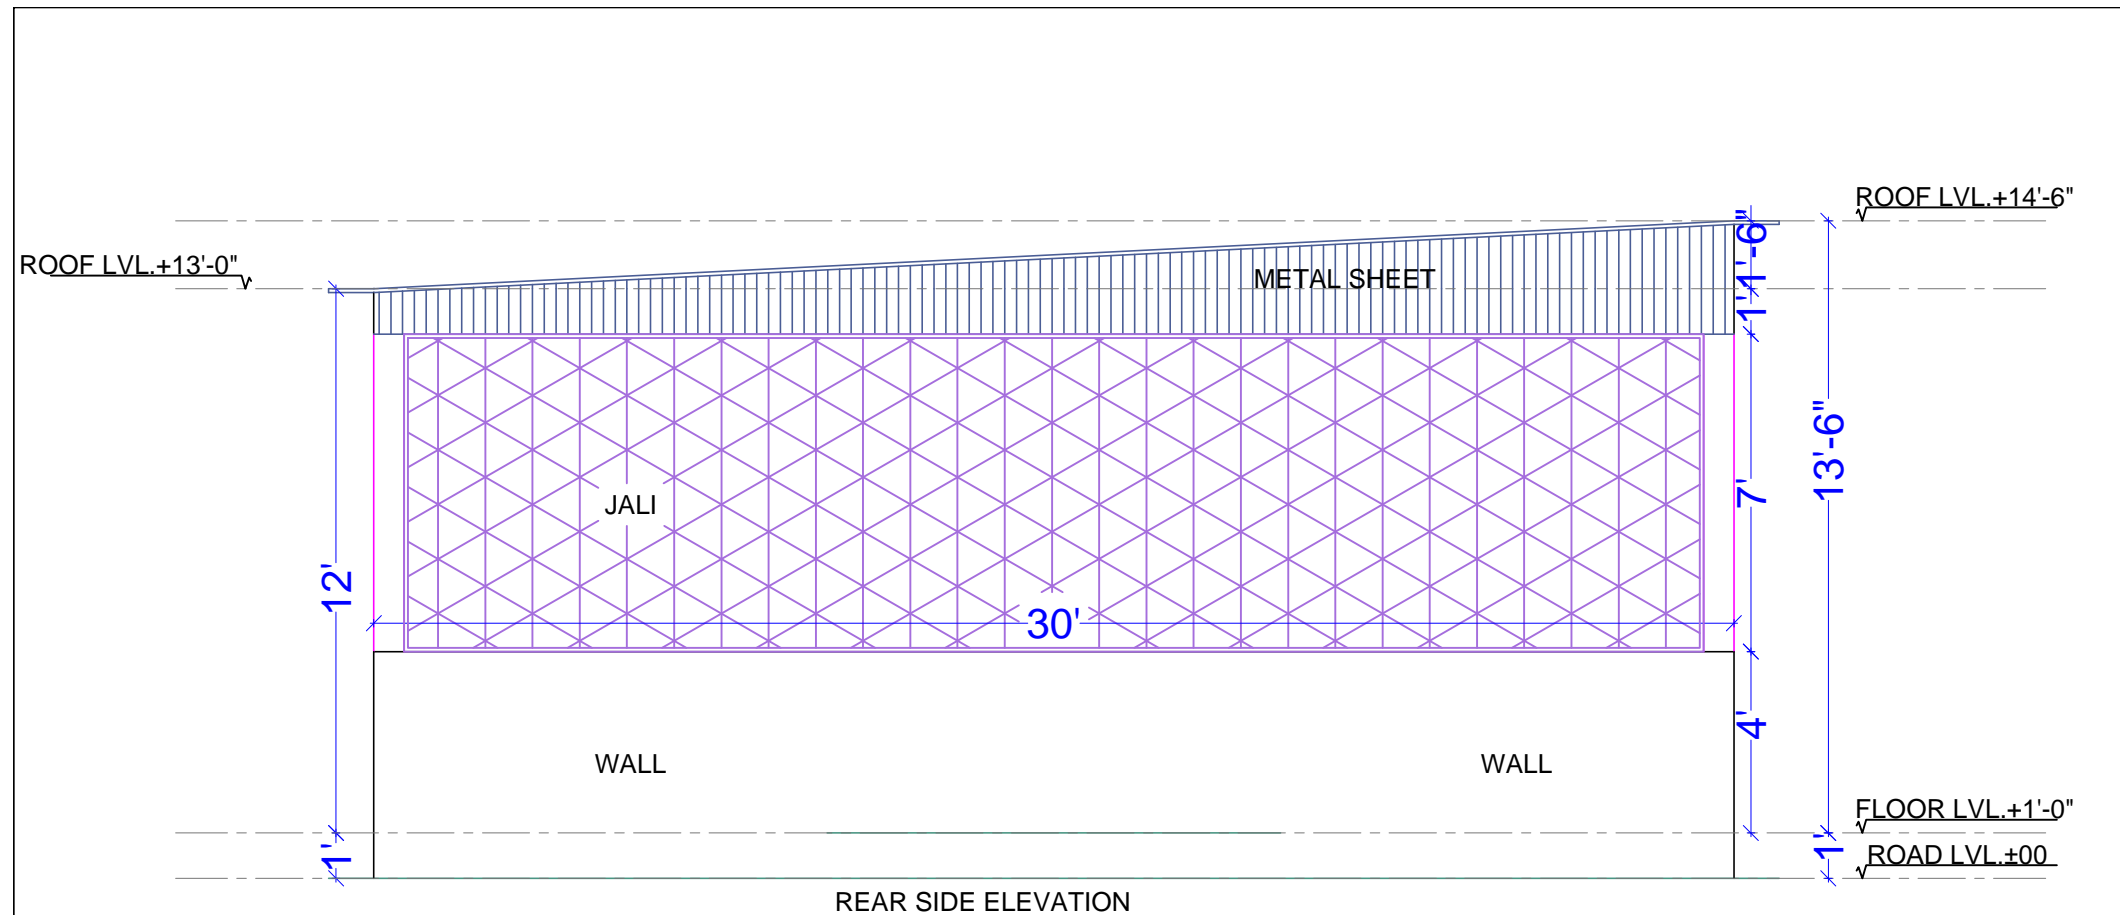 ROOF LVL.+14'-6"
1'-6"
ROOF LVL.+13'-0"
METAL SHEET
1'
13'-6"
7'
JALI
12'
30'
4'
WALL
WALL
FLOOR LVL.+1'-0"
1'
1'
ROAD LVL.±00
REAR SIDE ELEVATION